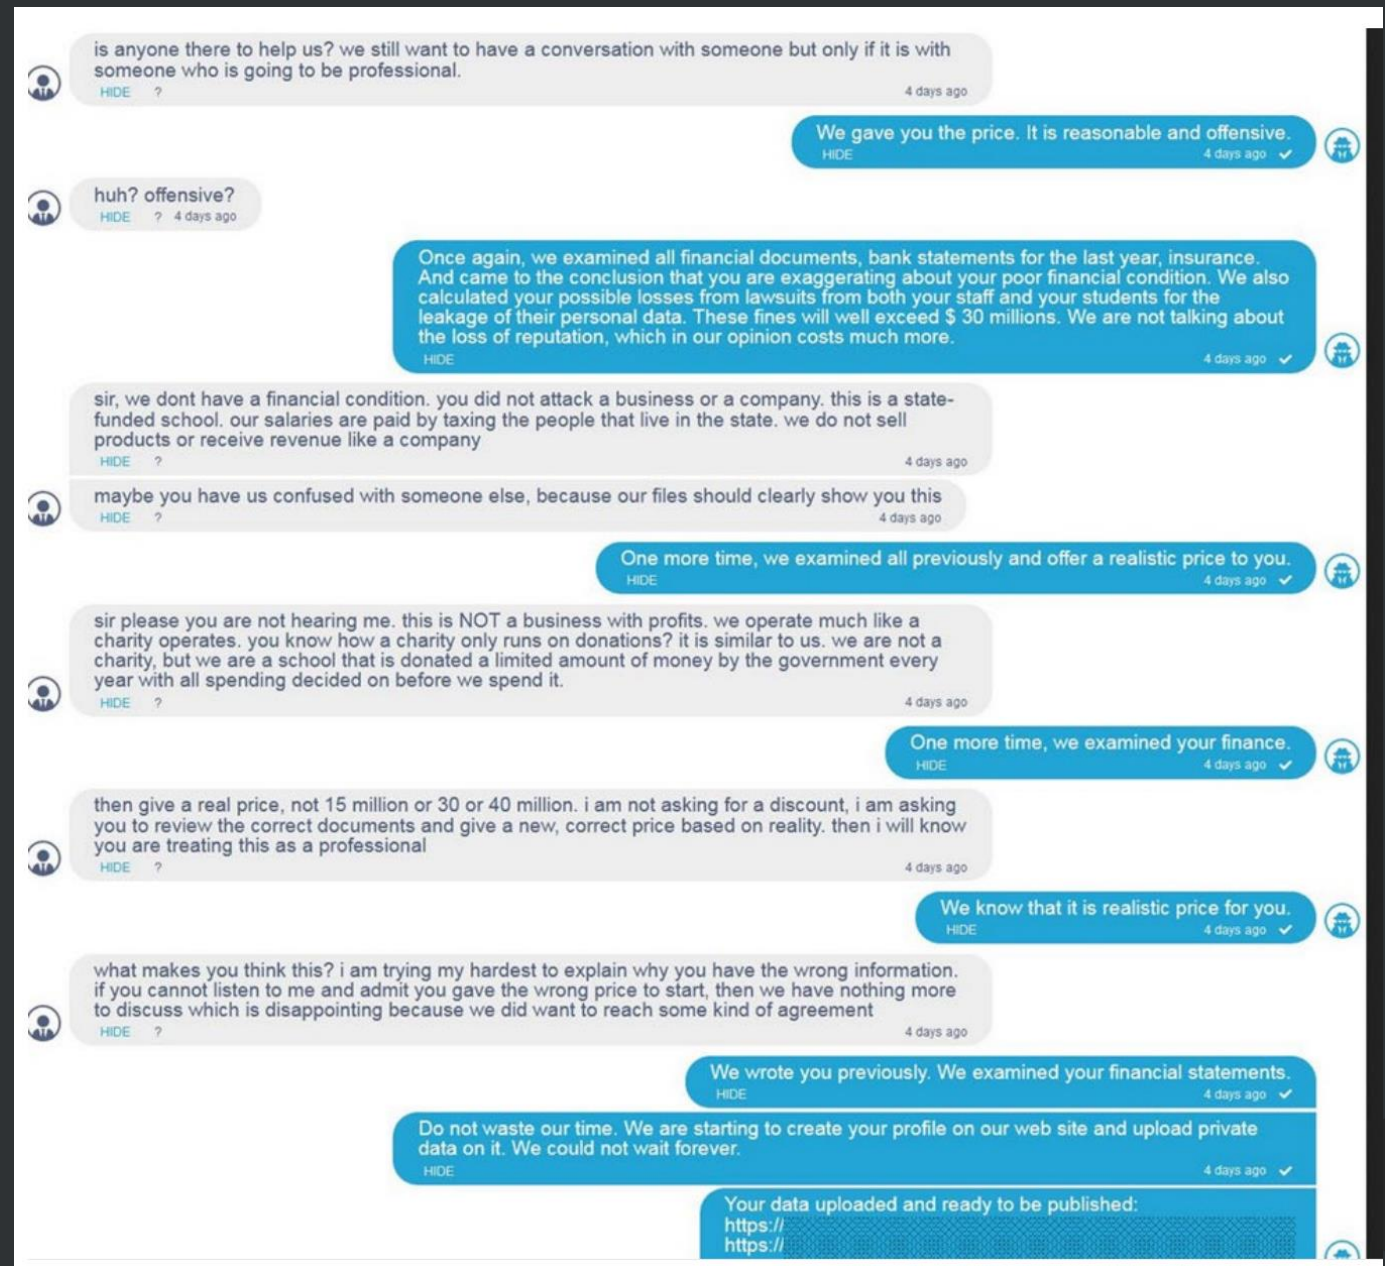 is anyone there to help us? we still want to have a conversation with someone but only if it is with
someone who is going to be professional.
HIDE ? 4 days ago
We gave you the price. It is reasonable and offensive.
HIDE 4 days ago
huh? offensive?
HIDE ? 4 days ago
Once again, we examined all financial documents, bank statements for the last year, insurance.
And came to the conclusion that you are exaggerating about your poor financial condition. We also
calculated your possible losses from lawsuits from both your staff and your students for the
leakage of their personal data. These fines will well exceed $ 30 millions. We are not talking about
the loss of reputation, which in our opinion costs much more.
HIDE 4 days ago
sir, we dont have a financial condition. you did not attack a business or a company. this is a state-
funded school. our salaries are paid by taxing the people that live in the state. we do not sell
products or receive revenue like a company
HIDE ? 4 days ago
maybe you have us confused with someone else, because our files should clearly show you this
HIDE ? 4 days ago
One more time, we examined all previously and offer a realistic price to you.
HIDE 4 days ago
sir please you are not hearing me. this is NOT a business with profits. we operate much like a
charity operates. you know how a charity only runs on donations? it is similar to us. we are not a
charity, but we are a school that is donated a limited amount of money by the government every
year with all spending decided on before we spend it.
HIDE ? 4 days ago
One more time, we examined your finance.
HIDE 4 days ago
then give a real price, not 15 million or 30 or 40 million. i am not asking for a discount, i am asking
you to review the correct documents and give a new, correct price based on reality. then i will know
you are treating this as a professional
HIDE ? 4 days ago
We know that it is realistic price for you.
HIDE 4 days ago
what makes you think this? i am trying my hardest to explain why you have the wrong information.
if you cannot listen to me and admit you gave the wrong price to start, then we have nothing more
to discuss which is disappointing because we did want to reach some kind of agreement
HIDE ? 4 days ago
We wrote you previously. We examined your financial statements.
HIDE 4 days ago
Do not waste our time. We are starting to create your profile on our web site and upload private
data on it. We could not wait forever.
HIDE 4 days ago
Your data uploaded and ready to be published:
https://
https://